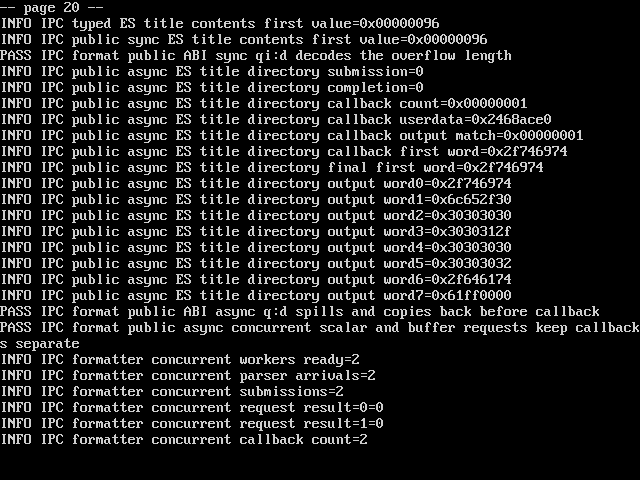 -- page 20 --
INFO IPC typed ES title contents first value=0x00000096
INFO IPC public sync ES title contents first value=0x00000096
PASS IPC format public ABI sync qi:d decodes the overflow length
INFO IPC public async ES title directory submission=0
INFO IPC public async ES title directory completion=0
INFO IPC public async ES title directory callback count=0x00000001
INFO IPC public async ES title directory callback userdata=0x2468ace0
INFO IPC public async ES title directory callback output match=0x00000001
INFO IPC public async ES title directory callback first word=0x2f746974
INFO IPC public async ES title directory final first word=0x2f746974
INFO IPC public async ES title directory output word0=0x2f746974
INFO IPC public async ES title directory output word1=0x6c652f30
INFO IPC public async ES title directory output word2=0x30303030
INFO IPC public async ES title directory output word3=0x3030312f
INFO IPC public async ES title directory output word4=0x30303030
INFO IPC public async ES title directory output word5=0x30303032
INFO IPC public async ES title directory output word6=0x2f646174
INFO IPC public async ES title directory output word7=0x61ff0000
PASS IPC format public ABI async q:d spills and copies back before callback
PASS IPC format public async concurrent scalar and buffer requests keep callback
s separate
INFO IPC formatter concurrent workers ready=2
INFO IPC formatter concurrent parser arrivals=2
INFO IPC formatter concurrent submissions=2
INFO IPC formatter concurrent request result=0=0
INFO IPC formatter concurrent request result=1=0
INFO IPC formatter concurrent callback count=2